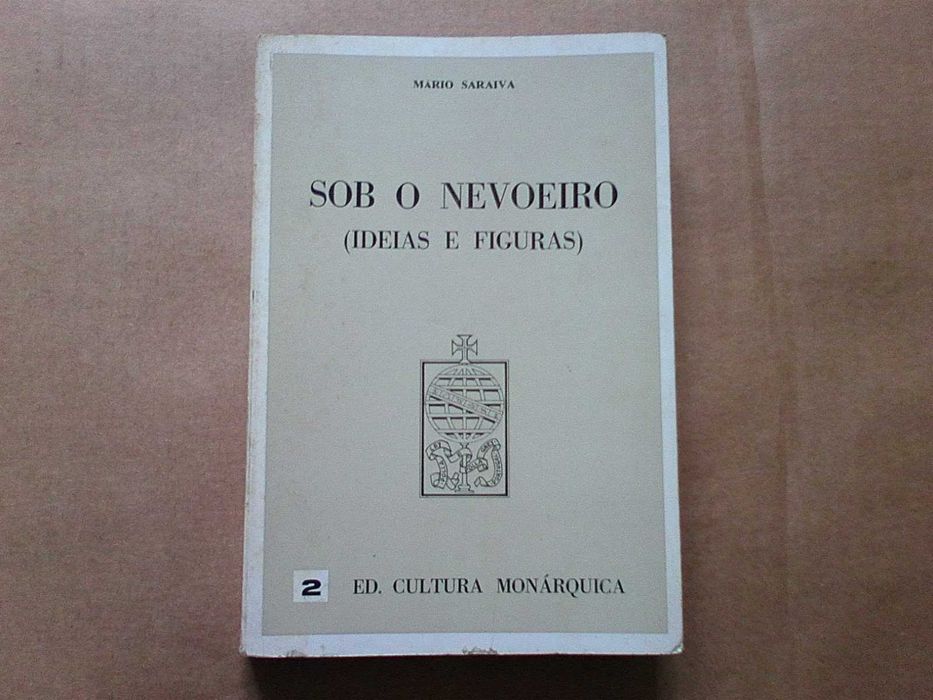 MÁRIO SARAIVA
SOB O NEVOEIRO
(IDEIAS E FIGURAS)
2 ED. CULTURA MONÁRQUICA